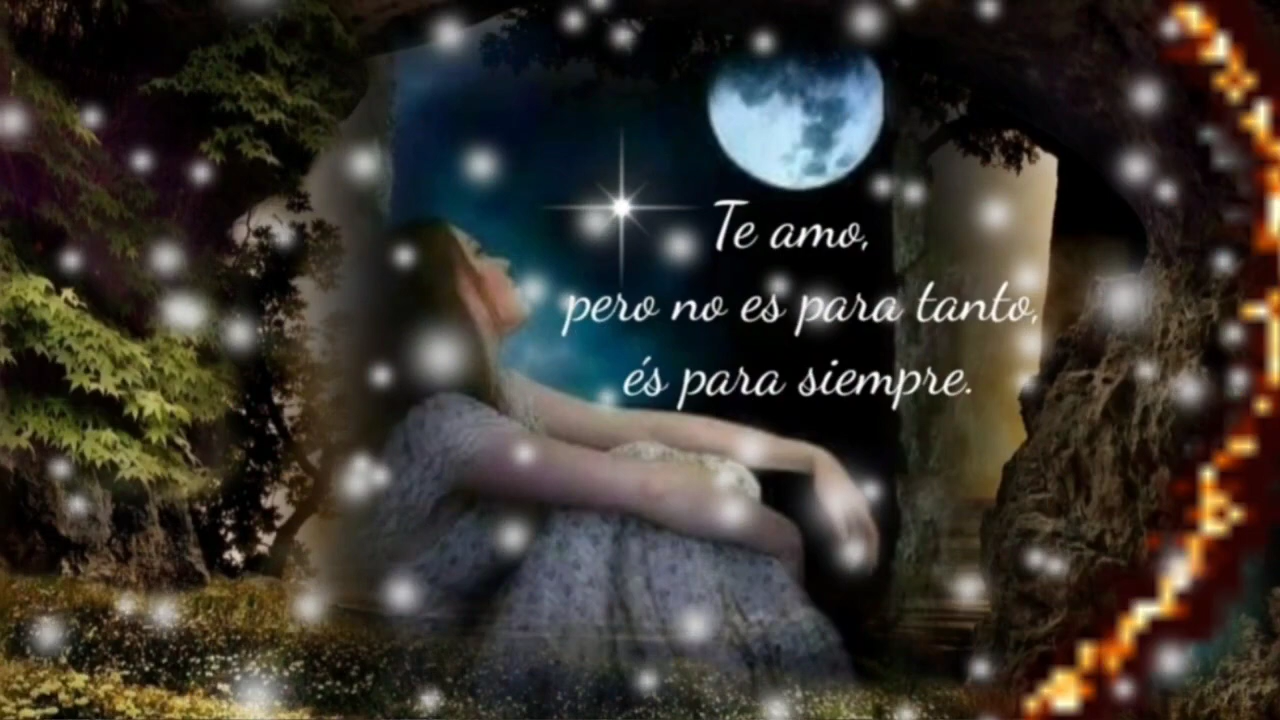 Te amo,
pero no es para tanto,
és para siempre.